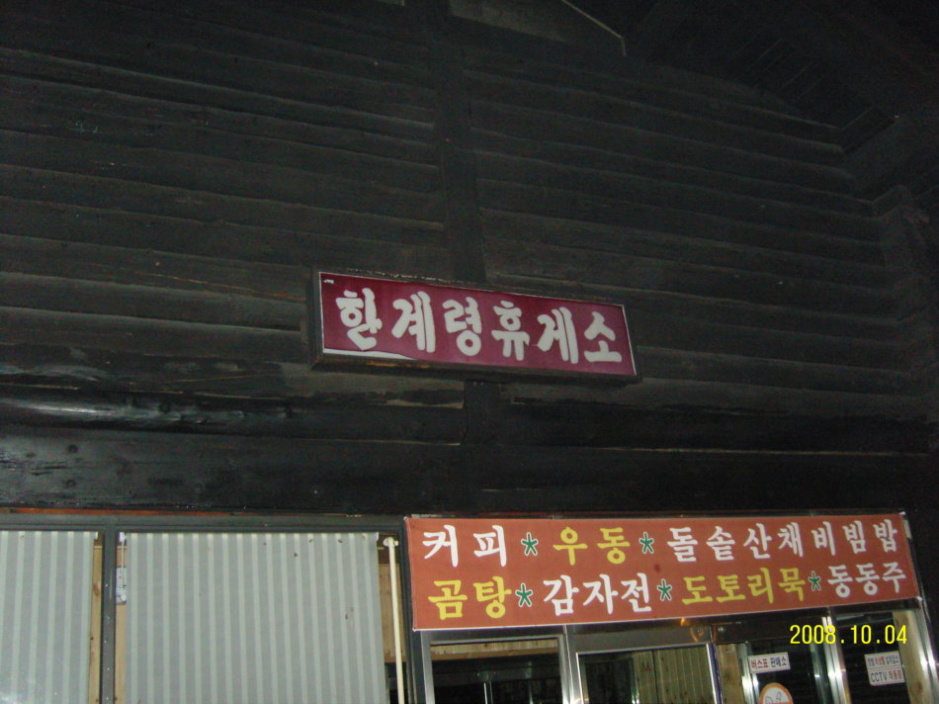 한계령휴게소
커피*우동*돌솥산채비빔밥
곰탕*감자전*도토리묵*동동주
2008.10.04
버스표 판매소
CCTV